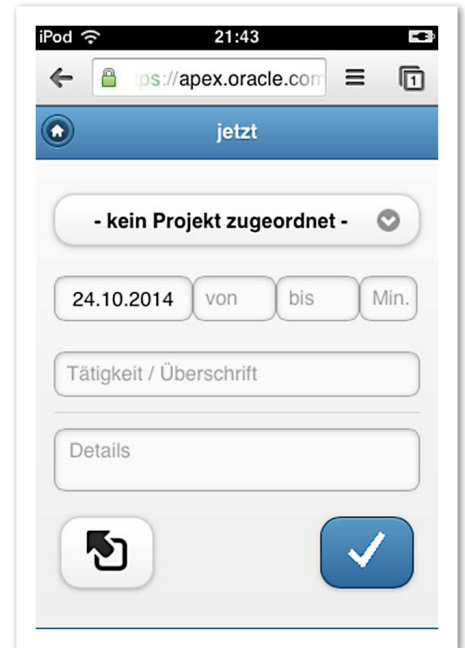 iPod 21:43
ps://apex.oracle.com 1
jetzt
- kein Projekt zugeordnet -
24.10.2014 von bis Min.
Tätigkeit / Überschrift
Details